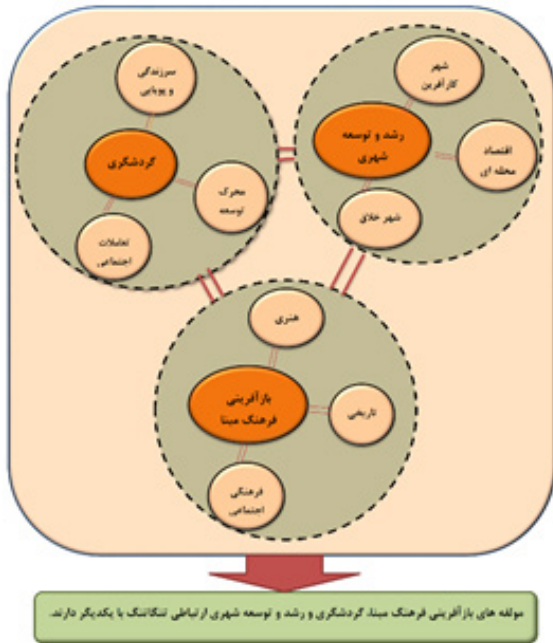 سرزندگی
و پویایی
گردشگری
محرک
توسعه
تعاملات
اجتماعی
شهر
کارآفرین
رشد و توسعه
شهری
اقتصاد
محله ای
شهر خلاق
هنری
بازآفرینی
فرهنگ مبنا
تاریخی
فرهنگی
اجتماعی
مولفه های بازآفرینی فرهنگ مبنا، گردشگری و رشد و توسعه شهری ارتباطی تنگاتنگ با یکدیگر دارند.